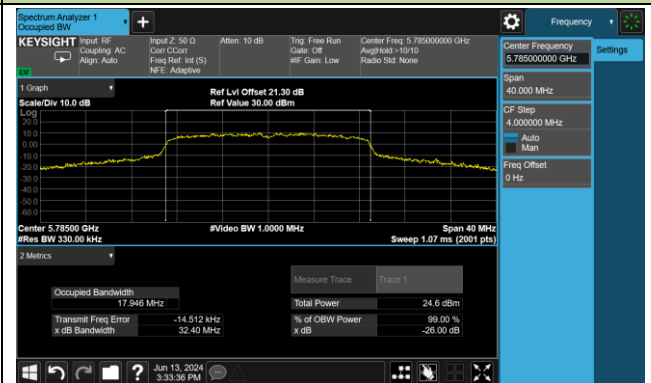 Spectrum Analyzer 1
Occupied BW
+
Frequency
KEYSIGHT
Input: RF
Coupling: AC
Align: Auto
Input Z: 50 Ω
Corr CCorr
Freq Ref: Int (S)
NFE: Adaptive
Atten: 10 dB
Trig: Free Run
Gate: Off
#IF Gain: Low
Center Freq: 5.785000000 GHz
Avg|Hold:>10/10
Radio Std: None
Center Frequency
5.785000000 GHz
Settings
Span
40.000 MHz
CF Step
4.000000 MHz
Auto
Man
Freq Offset
0 Hz
1 Graph
Scale/Div 10.0 dB
Ref Lvl Offset 21.30 dB
Ref Value 30.00 dBm
Log
20.0
10.0
0.00
-10.0
-20.0
-30.0
-40.0
-50.0
-60.0
Center 5.78500 GHz
#Res BW 330.00 kHz
#Video BW 1.0000 MHz
Span 40 MHz
Sweep 1.07 ms (2001 pts)
2 Metrics
Measure Trace
Trace 1
Occupied Bandwidth
17.946 MHz
Total Power
24.6 dBm
Transmit Freq Error
-14.512 kHz
% of OBW Power
99.00 %
x dB Bandwidth
32.40 MHz
x dB
-26.00 dB
?
Jun 13, 2024
3:33:36 PM